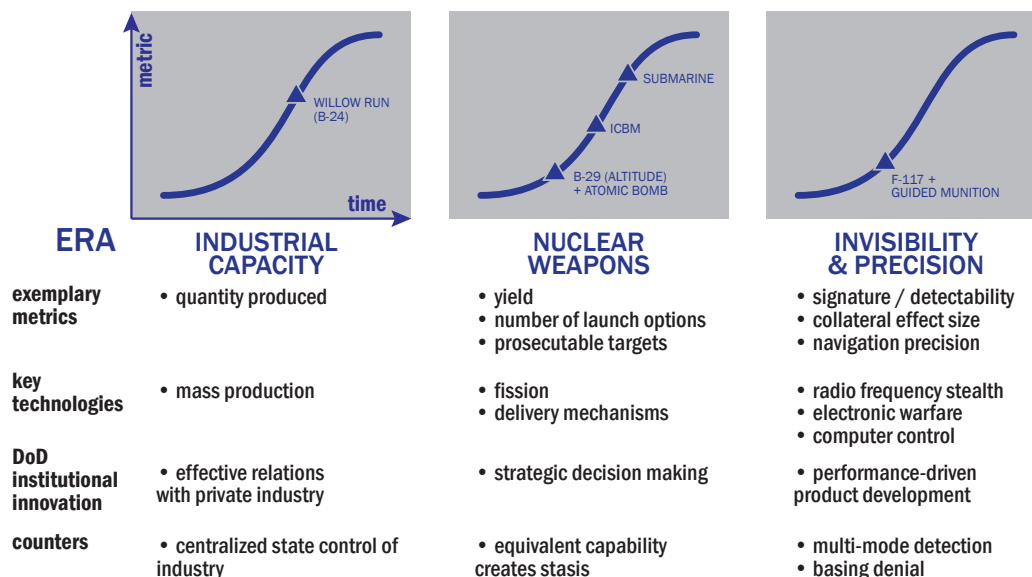 metric
WILLOW RUN
(B-24)
time
SUBMARINE
ICBM
B-29 (ALTITUDE)
+ ATOMIC BOMB
F-117 +
GUIDED MUNITION
ERA
INDUSTRIAL
CAPACITY
NUCLEAR
WEAPONS
INVISIBILITY
& PRECISION
exemplary
metrics
• quantity produced
• yield
• number of launch options
• prosecutable targets
• signature / detectability
• collateral effect size
• navigation precision
key
technologies
• mass production
• fission
• delivery mechanisms
• radio frequency stealth
• electronic warfare
• computer control
DoD
institutional
innovation
• effective relations
with private industry
• strategic decision making
• performance-driven
product development
counters
• centralized state control of
industry
• equivalent capability
creates stasis
• multi-mode detection
• basing denial